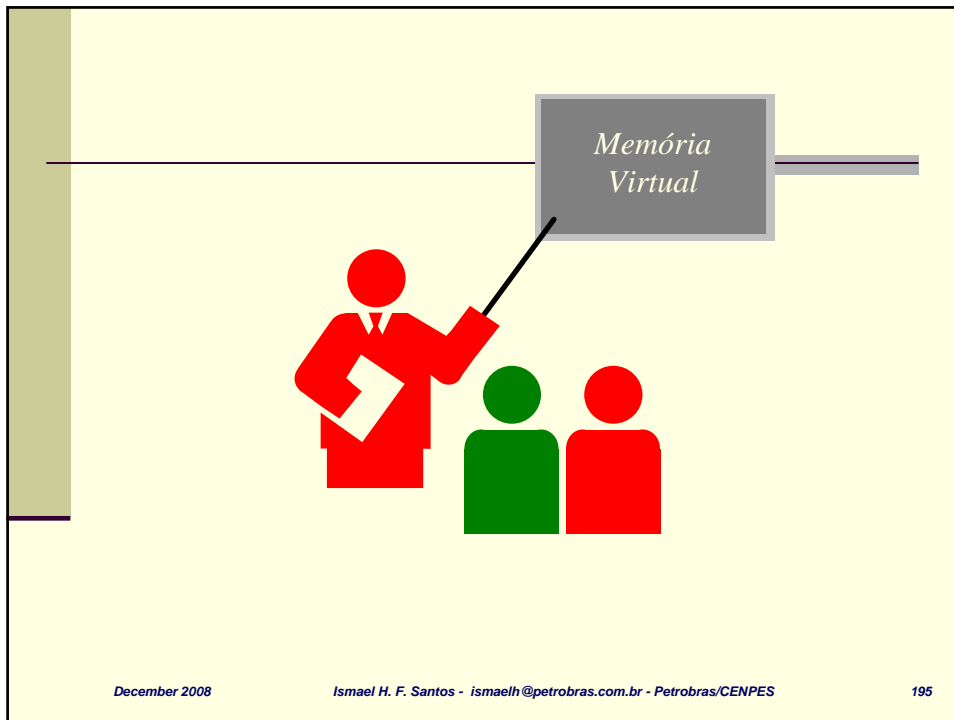 Memória
Virtual
December 2008 Ismael H. F. Santos - ismaelh@petrobras.com.br - Petrobras/CENPES 195